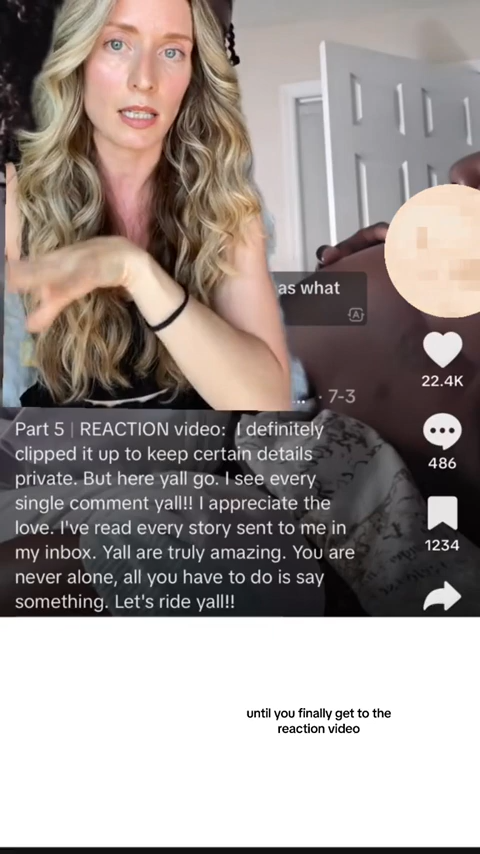 as what
... · 7-3
22.4K
Part 5 | REACTION video: I definitely
clipped it up to keep certain details
private. But here yall go. I see every
single comment yall!! I appreciate the
love. I've read every story sent to me in
my inbox. Yall are truly amazing. You are
never alone, all you have to do is say
something. Let's ride yall!!
486
1234
until you finally get to the
reaction video